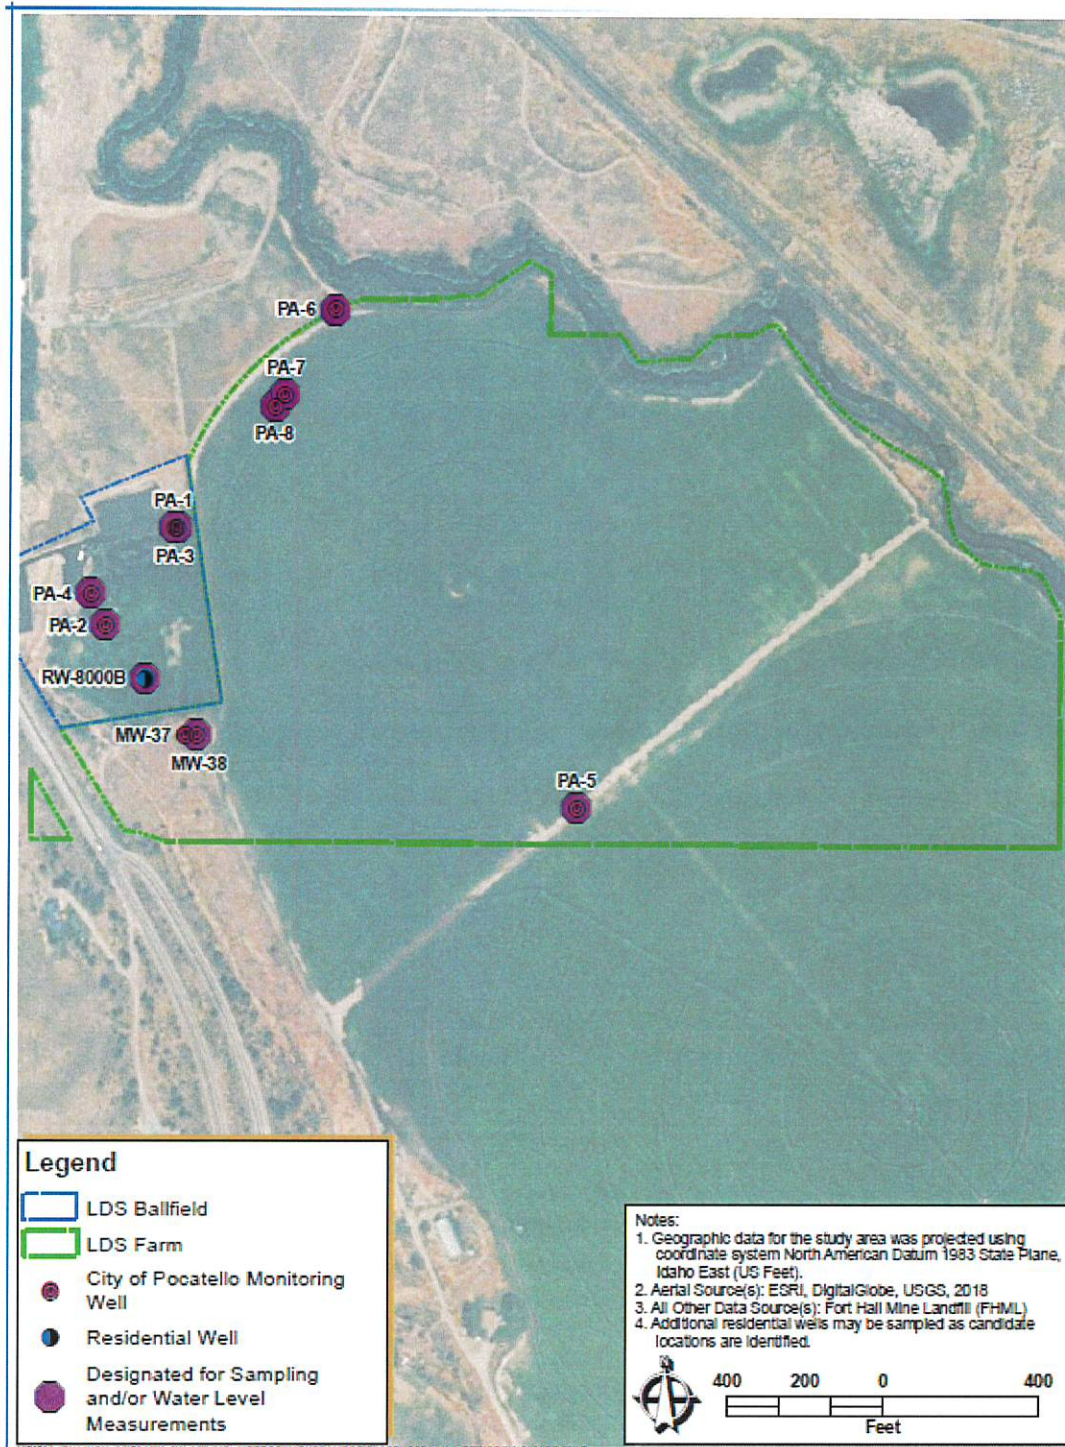 PA-6
PA-7
PA-8
PA-1
PA-3
PA-4
PA-2
RW-8000B
MW-37
MW-38
PA-5
Legend
LDS Ballfield
LDS Farm
City of Pocatello Monitoring
Well
Residential Well
Designated for Sampling
and/or Water Level
Measurements
Notes:
1. Geographic data for the study area was projected using
coordinate system North American Datum 1983 State Plane,
Idaho East (US Feet).
2. Aerial Source(s): ESRI, DigitalGlobe, USGS, 2018
3. All Other Data Source(s): Fort Hall Mine Landfill (FHML)
4. Additional residential wells may be sampled as candidate
locations are identified.
N
400 200 0 400
Feet